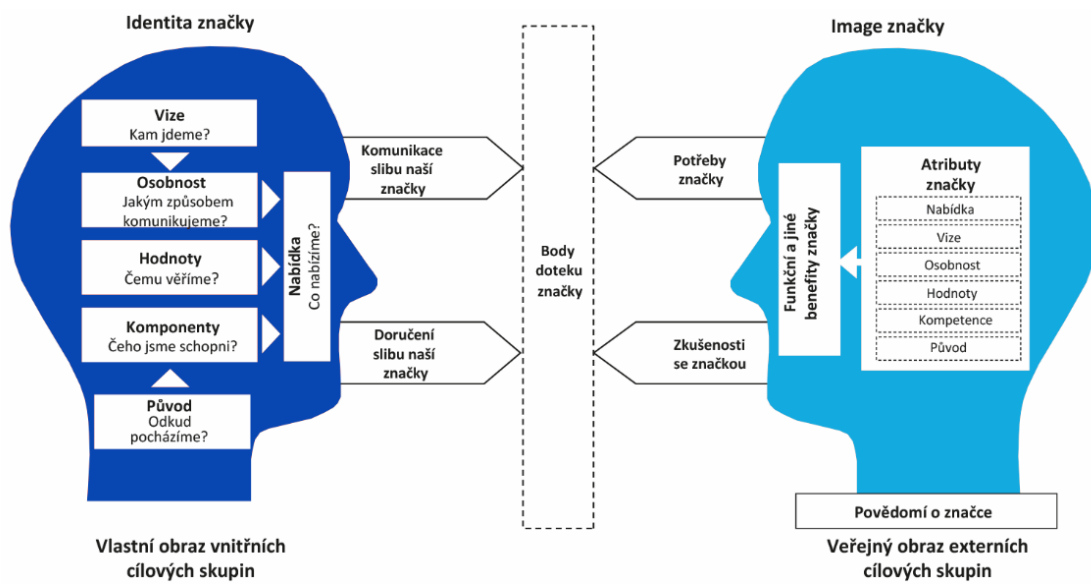 Identita značky
Image značky
Vize
Kam jdeme?
Osobnost
Jakým způsobem
komunikujeme?
Hodnoty
Čemu věříme?
Komponenty
Čeho jsme schopni?
Původ
Odkud
pocházíme?
Nabídka
Co nabízíme?
Komunikace
slibu naší
značky
Doručení
slibu naší
značky
Body
doteku
značky
Potřeby
značky
Zkušenosti
se značkou
Funkční a jiné
benefity značky
Atributy
značky
Nabídka
Vize
Osobnost
Hodnoty
Kompetence
Původ
Povědomí o značce
Vlastní obraz vnitřních
cílových skupin
Veřejný obraz externích
cílových skupin